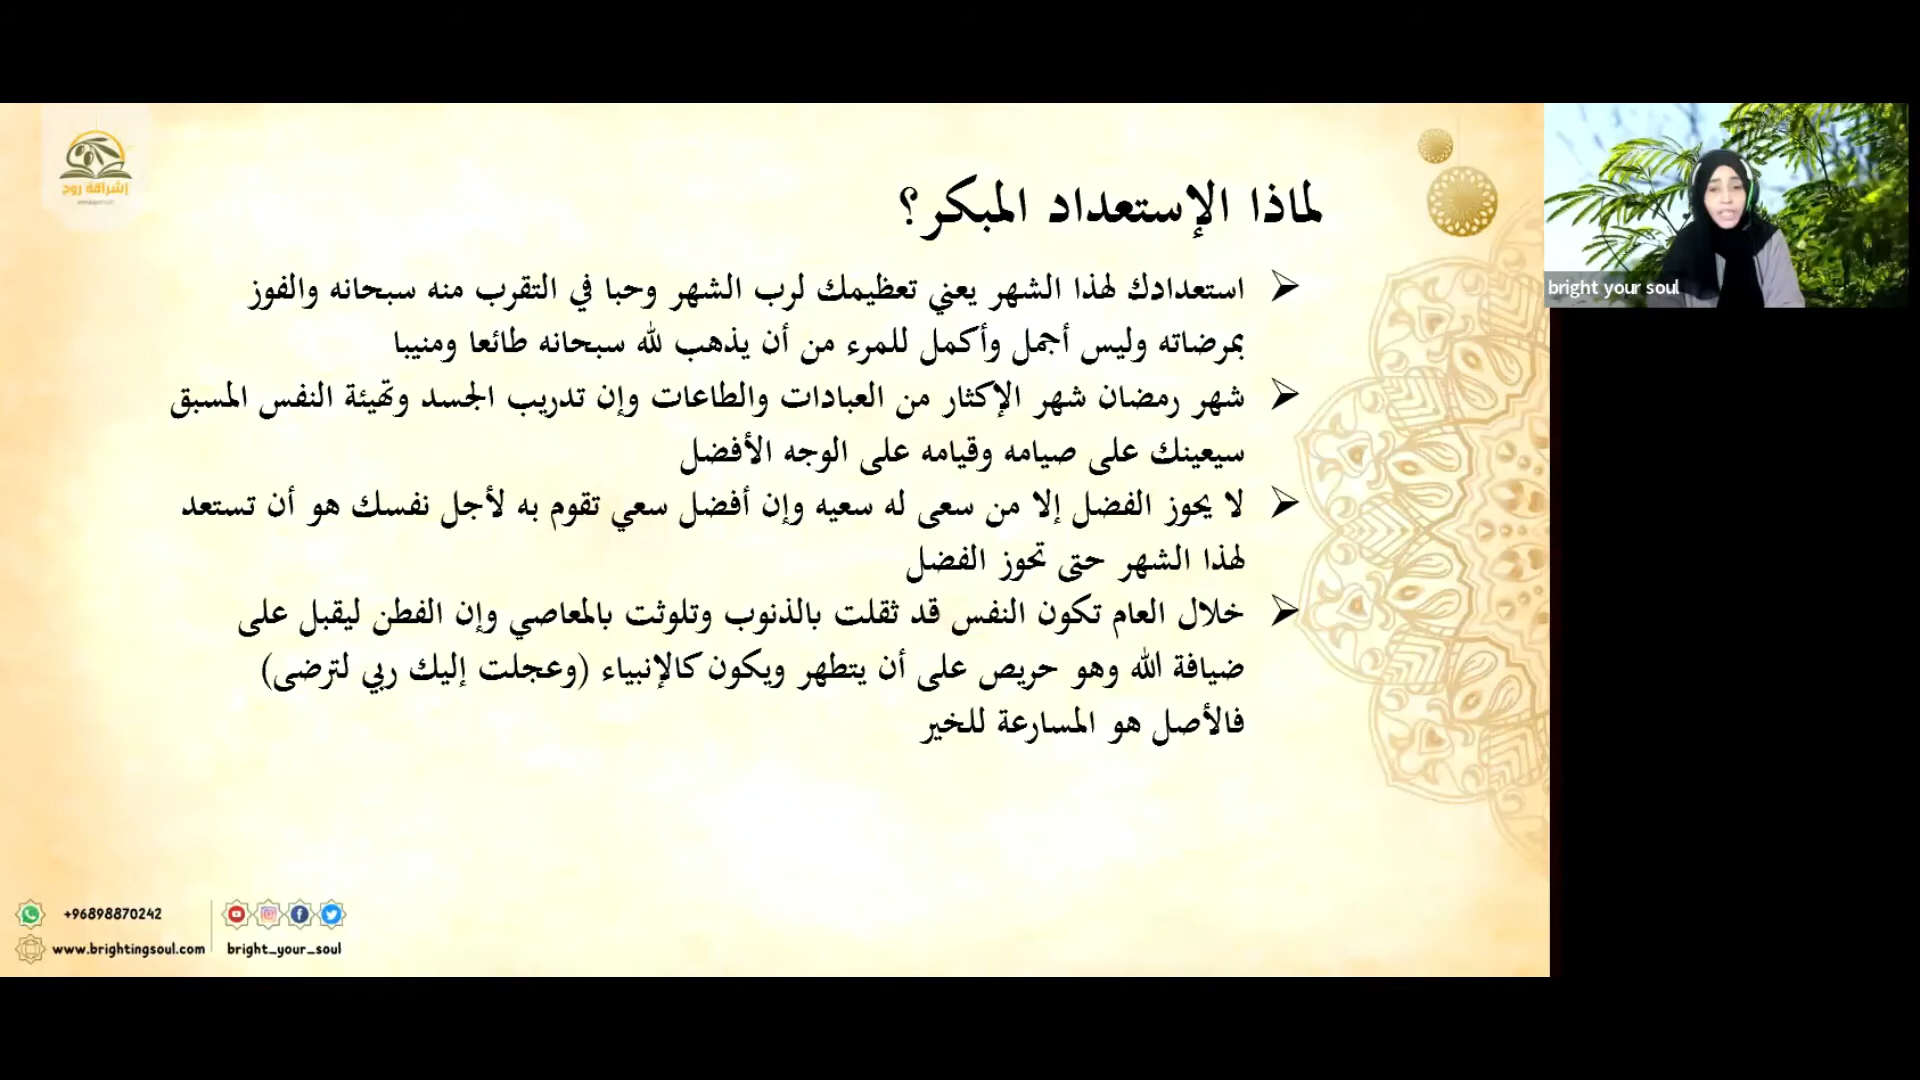 إشراقة روح
لماذا الإستعداد المبكر؟
استعدادك لهذا الشهر يعني تعظيمك لرب الشهر وحبا في التقرب منه سبحانه والفوز
بمرضاته وليس أجمل وأكمل للمرء من أن يذهب لله سبحانه طائعا ومنيبا
شهر رمضان شهر الإكثار من العبادات والطاعات وإن تدريب الجسد وتهيئة النفس المسبق
سيعينك على صيامه وقيامه على الوجه الأفضل
لا يحوز الفضل إلا من سعى له سعيه وإن أفضل سعي تقوم به لأجل نفسك هو أن تستعد
لهذا الشهر حتى تحوز الفضل
خلال العام تكون النفس قد ثقلت بالذنوب وتلوثت بالمعاصي وإن الفطن ليقبل على
ضيافة الله وهو حريص على أن يتطهر ويكون كالإنبياء (وعجلت إليك ربي لترضى)
فالأصل هو المسارعة للخير
bright your soul
+96898870242
www.brightingsoul.com
bright_your_soul